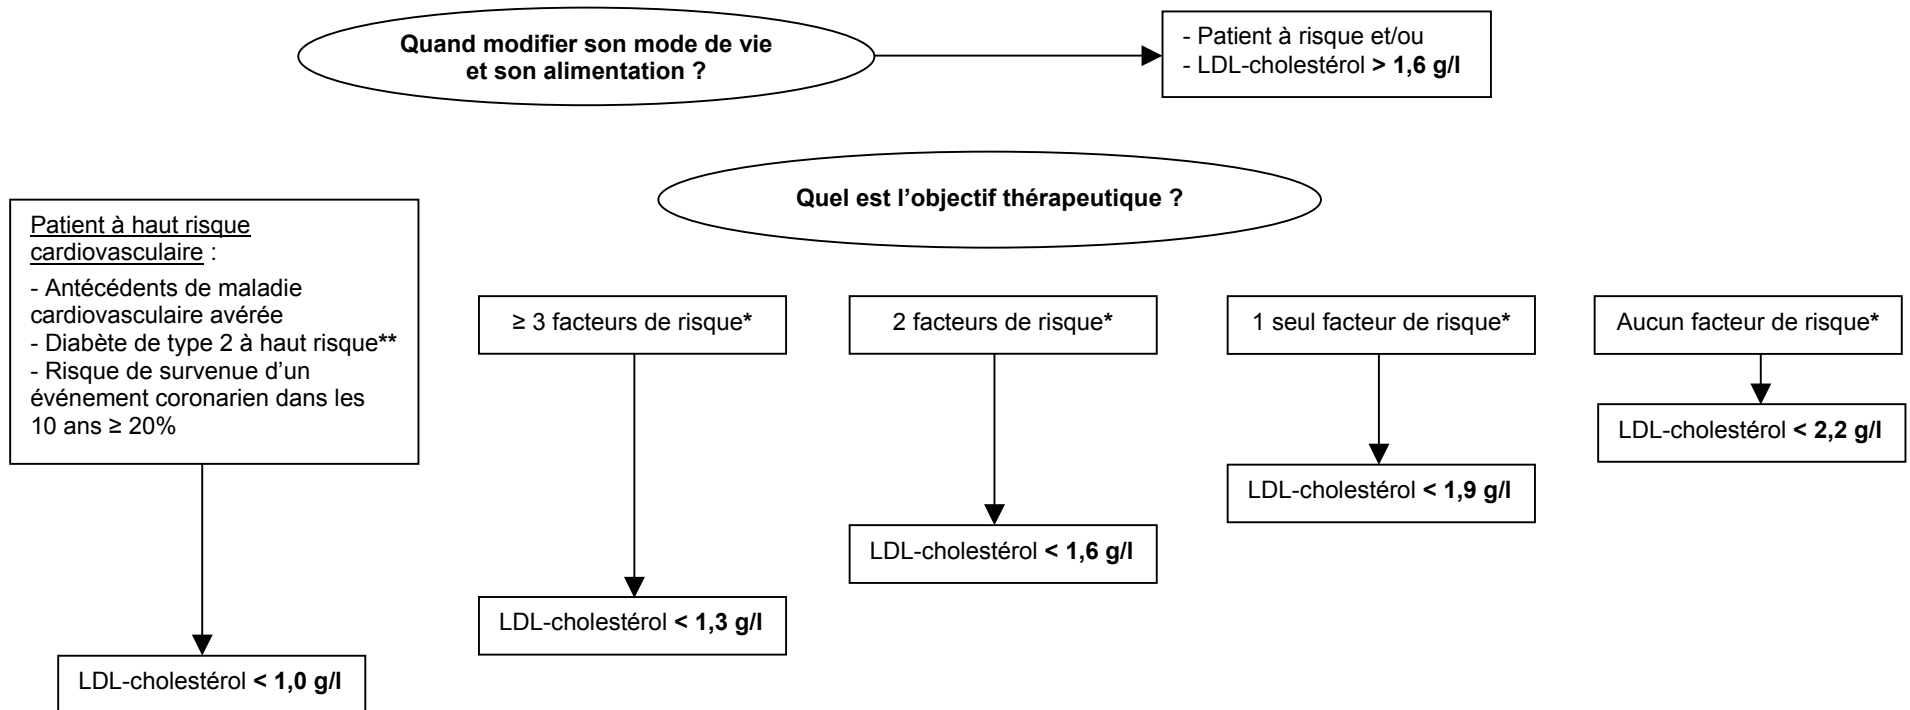 Quand modifier son mode de vie
et son alimentation ?
- Patient à risque et/ou
- LDL-cholestérol > 1,6 g/l
Quel est l’objectif thérapeutique ?
Patient à haut risque
cardiovasculaire :
- Antécédents de maladie
cardiovasculaire avérée
- Diabète de type 2 à haut risque**
- Risque de survenue d’un
événement coronarien dans les
10 ans ≥ 20%
≥ 3 facteurs de risque*
2 facteurs de risque*
1 seul facteur de risque*
Aucun facteur de risque*
LDL-cholestérol < 2,2 g/l
LDL-cholestérol < 1,9 g/l
LDL-cholestérol < 1,6 g/l
LDL-cholestérol < 1,3 g/l
LDL-cholestérol < 1,0 g/l